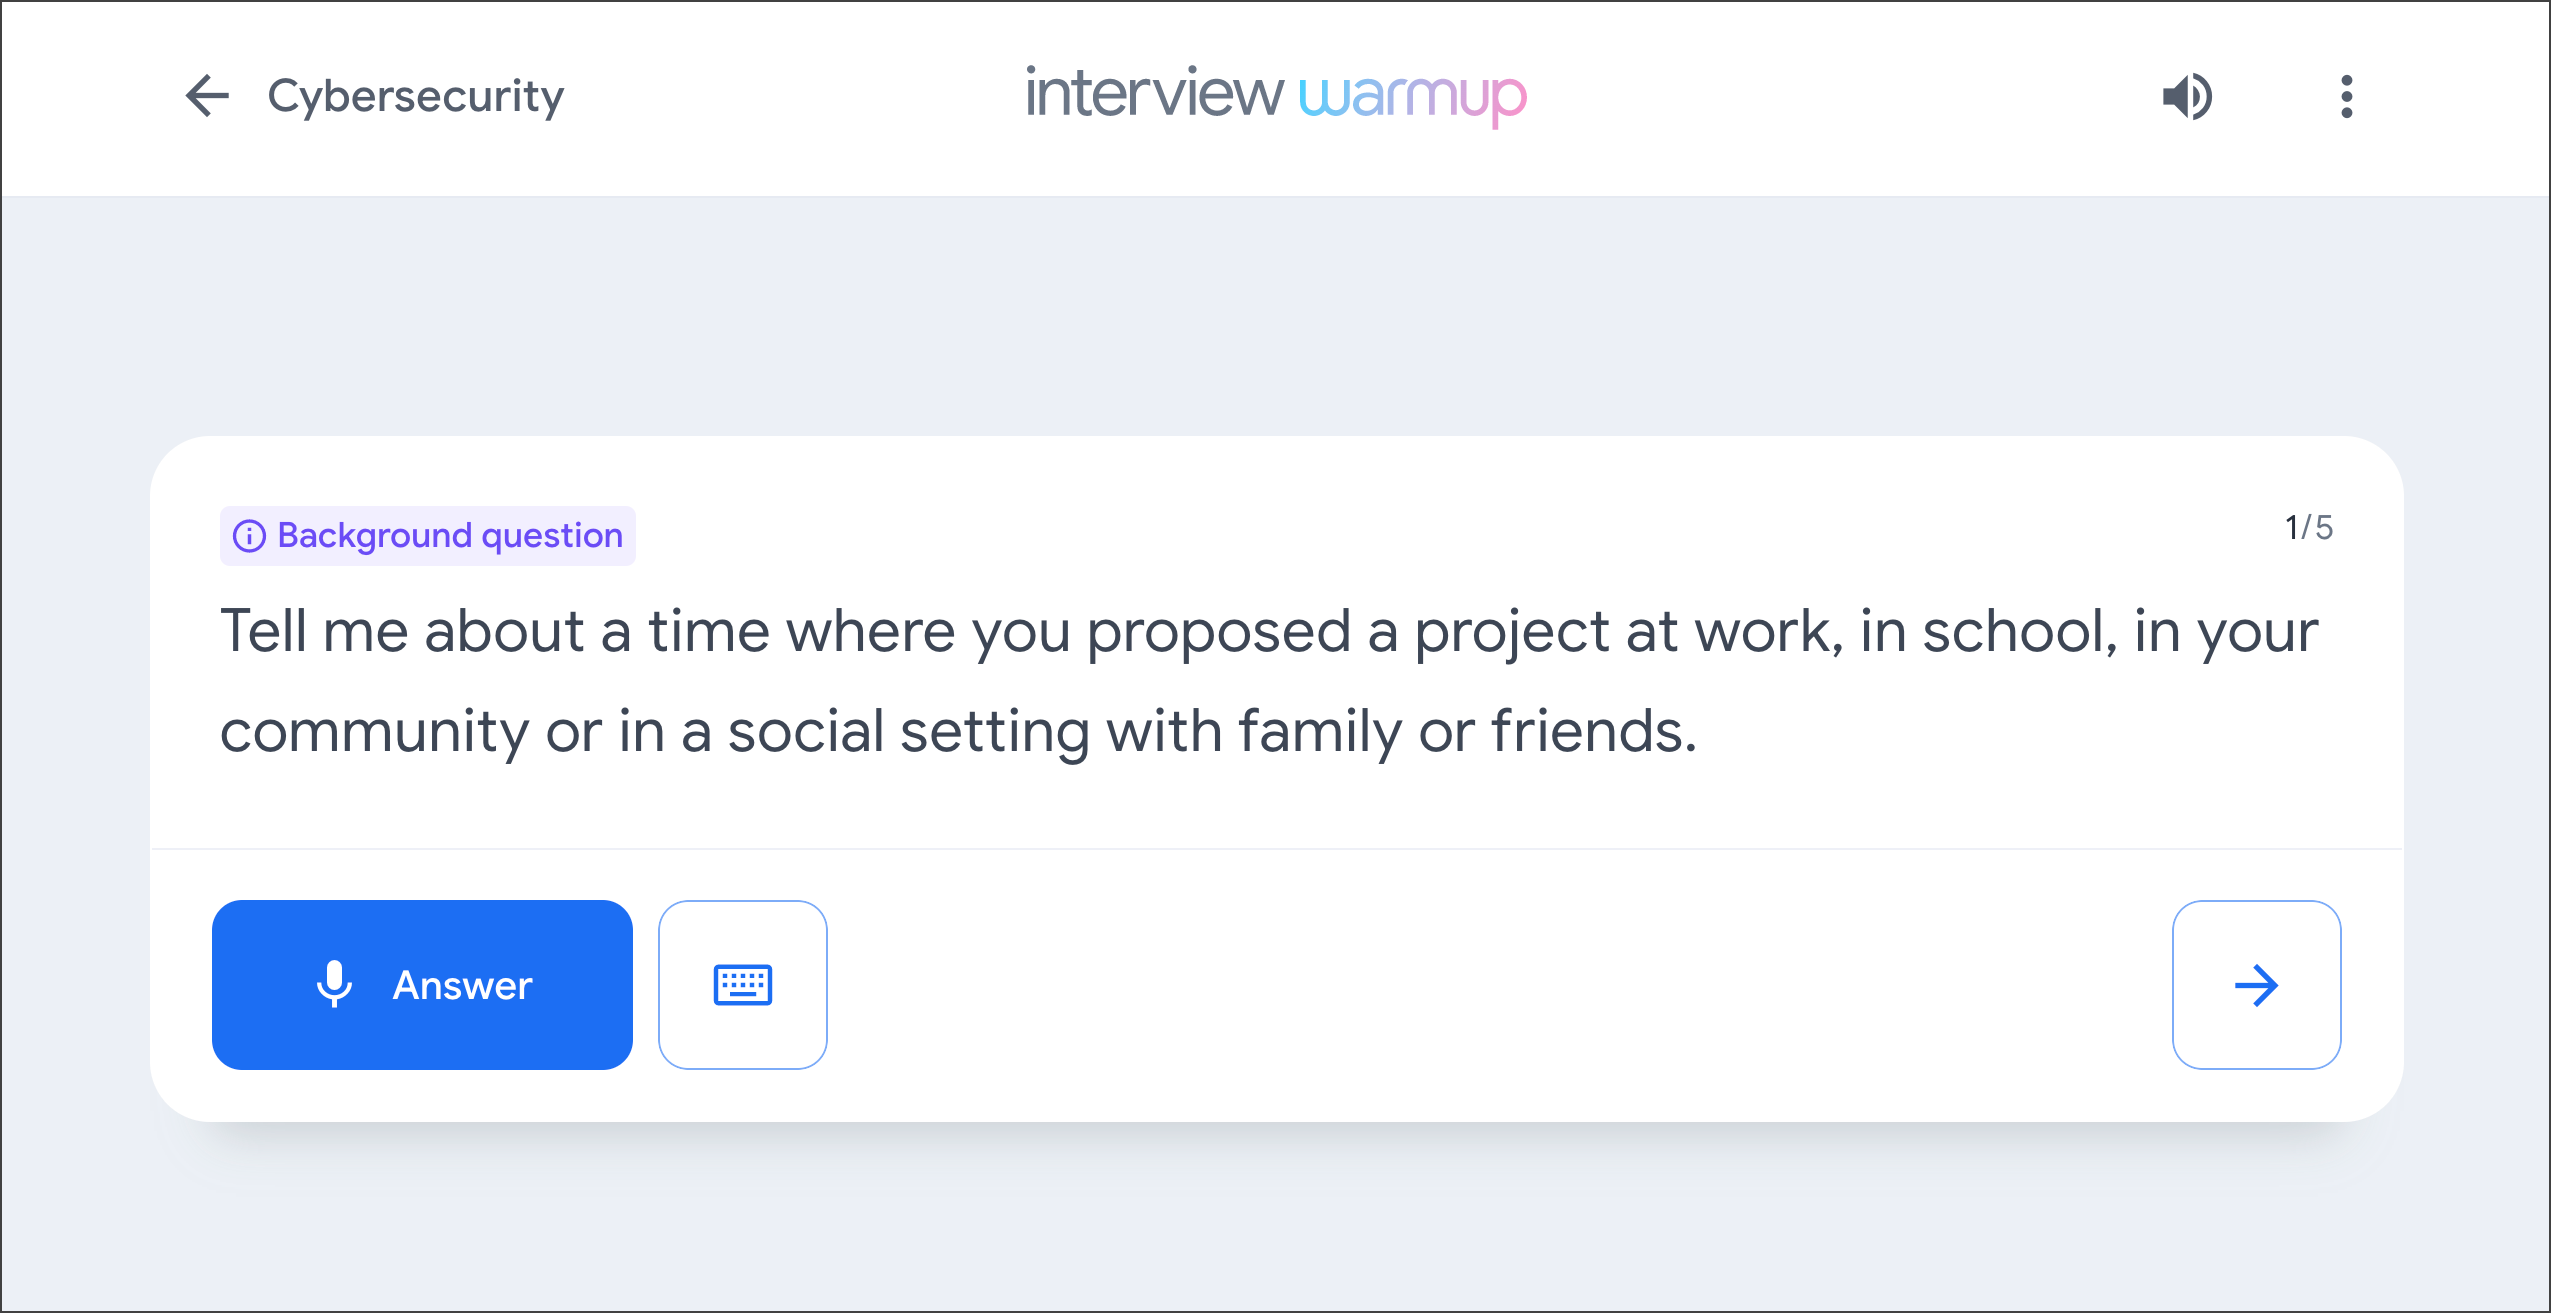 Cybersecurity
interview warmup
Background question
1/5
Tell me about a time where you proposed a project at work, in school, in your
community or in a social setting with family or friends.
Answer